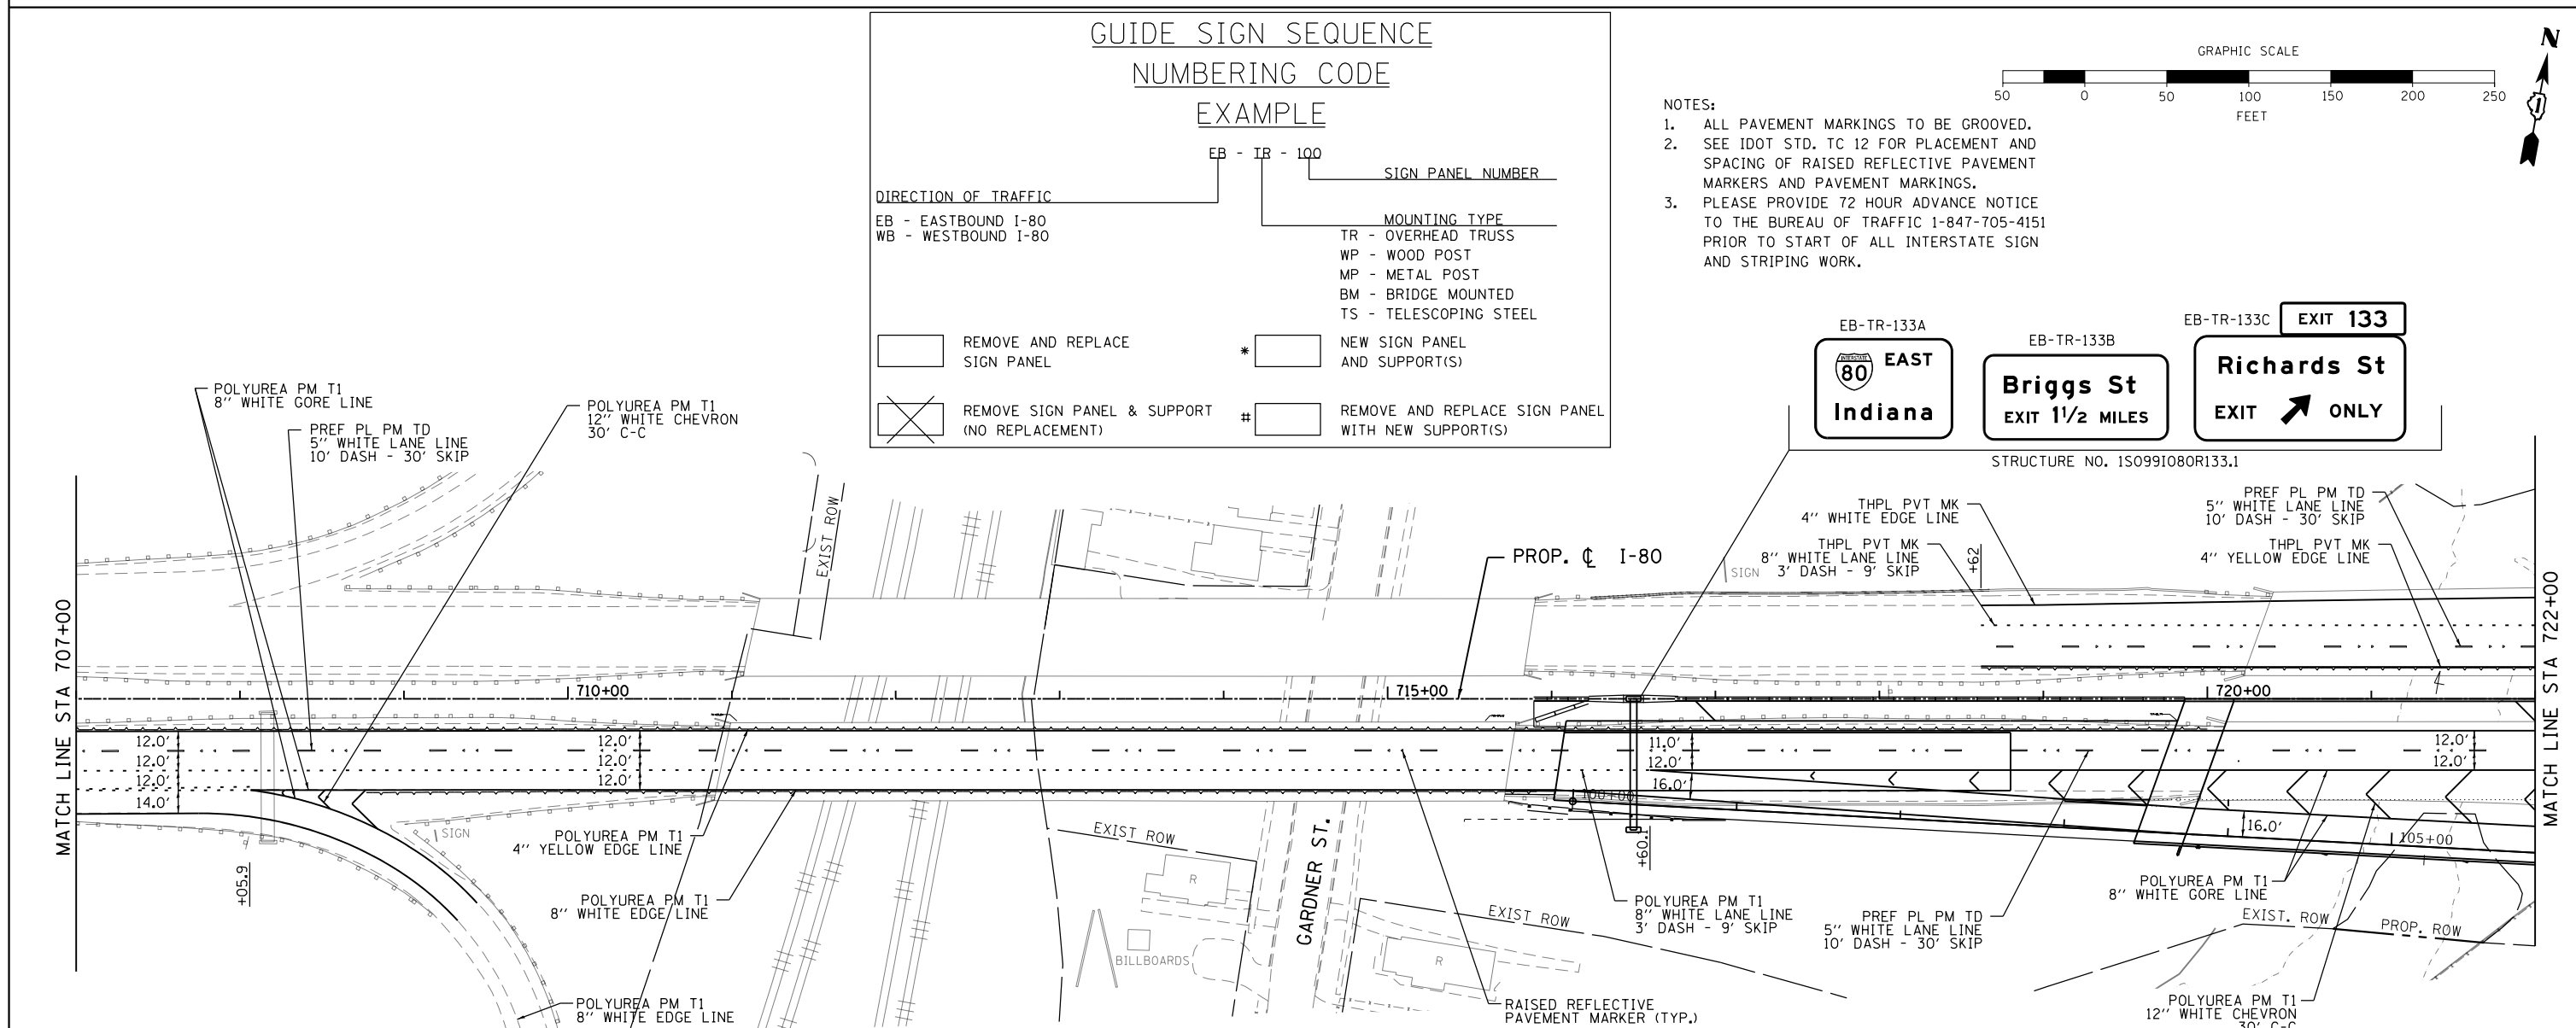 GUIDE SIGN SEQUENCE
NUMBERING CODE
EXAMPLE
EB - TR - 100
SIGN PANEL NUMBER
DIRECTION OF TRAFFIC
EB - EASTBOUND I-80
WB - WESTBOUND I-80
MOUNTING TYPE
TR - OVERHEAD TRUSS
WP - WOOD POST
MP - METAL POST
BM - BRIDGE MOUNTED
TS - TELESCOPING STEEL
REMOVE AND REPLACE
SIGN PANEL
*
NEW SIGN PANEL
AND SUPPORT(S)
REMOVE SIGN PANEL & SUPPORT
(NO REPLACEMENT)
#
REMOVE AND REPLACE SIGN PANEL
WITH NEW SUPPORT(S)
GRAPHIC SCALE
50 0 50 100 150 200 250
FEET
N
1
NOTES:
1. ALL PAVEMENT MARKINGS TO BE GROOVED.
2. SEE IDOT STD. TC 12 FOR PLACEMENT AND
SPACING OF RAISED REFLECTIVE PAVEMENT
MARKERS AND PAVEMENT MARKINGS.
3. PLEASE PROVIDE 72 HOUR ADVANCE NOTICE
TO THE BUREAU OF TRAFFIC 1-847-705-4151
PRIOR TO START OF ALL INTERSTATE SIGN
AND STRIPING WORK.
EB-TR-133A
INTERSTATE
80 EAST
Indiana
EB-TR-133B
Briggs St
EXIT 1 1/2 MILES
EB-TR-133C
EXIT 133
Richards St
EXIT ONLY
STRUCTURE NO. 1S099I080R133.1
POLYUREA PM T1
8" WHITE GORE LINE
PREF PL PM TD
5" WHITE LANE LINE
10' DASH - 30' SKIP
POLYUREA PM T1
12" WHITE CHEVRON
30' C-C
EXIST ROW
PROP. ℄ I-80
THPL PVT MK
4" WHITE EDGE LINE
THPL PVT MK
8" WHITE LANE LINE
3' DASH - 9' SKIP
SIGN
+62
PREF PL PM TD
5" WHITE LANE LINE
10' DASH - 30' SKIP
THPL PVT MK
4" YELLOW EDGE LINE
MATCH LINE STA 707+00
710+00
715+00
720+00
MATCH LINE STA 722+00
12.0'
12.0'
12.0'
14.0'
12.0'
12.0'
12.0'
11.0'
12.0'
16.0'
12.0'
12.0'
16.0'
100+00
105+00
+05.9
SIGN
POLYUREA PM T1
4" YELLOW EDGE LINE
POLYUREA PM T1
8" WHITE EDGE LINE
POLYUREA PM T1
8" WHITE EDGE LINE
EXIST ROW
R
BILLBOARDS
GARDNER ST.
EXIST ROW
R
RAISED REFLECTIVE
PAVEMENT MARKER (TYP.)
+60.
POLYUREA PM T1
8" WHITE LANE LINE
3' DASH - 9' SKIP
PREF PL PM TD
5" WHITE LANE LINE
10' DASH - 30' SKIP
POLYUREA PM T1
8" WHITE GORE LINE
EXIST. ROW
PROP. ROW
POLYUREA PM T1
12" WHITE CHEVRON
30' C-C